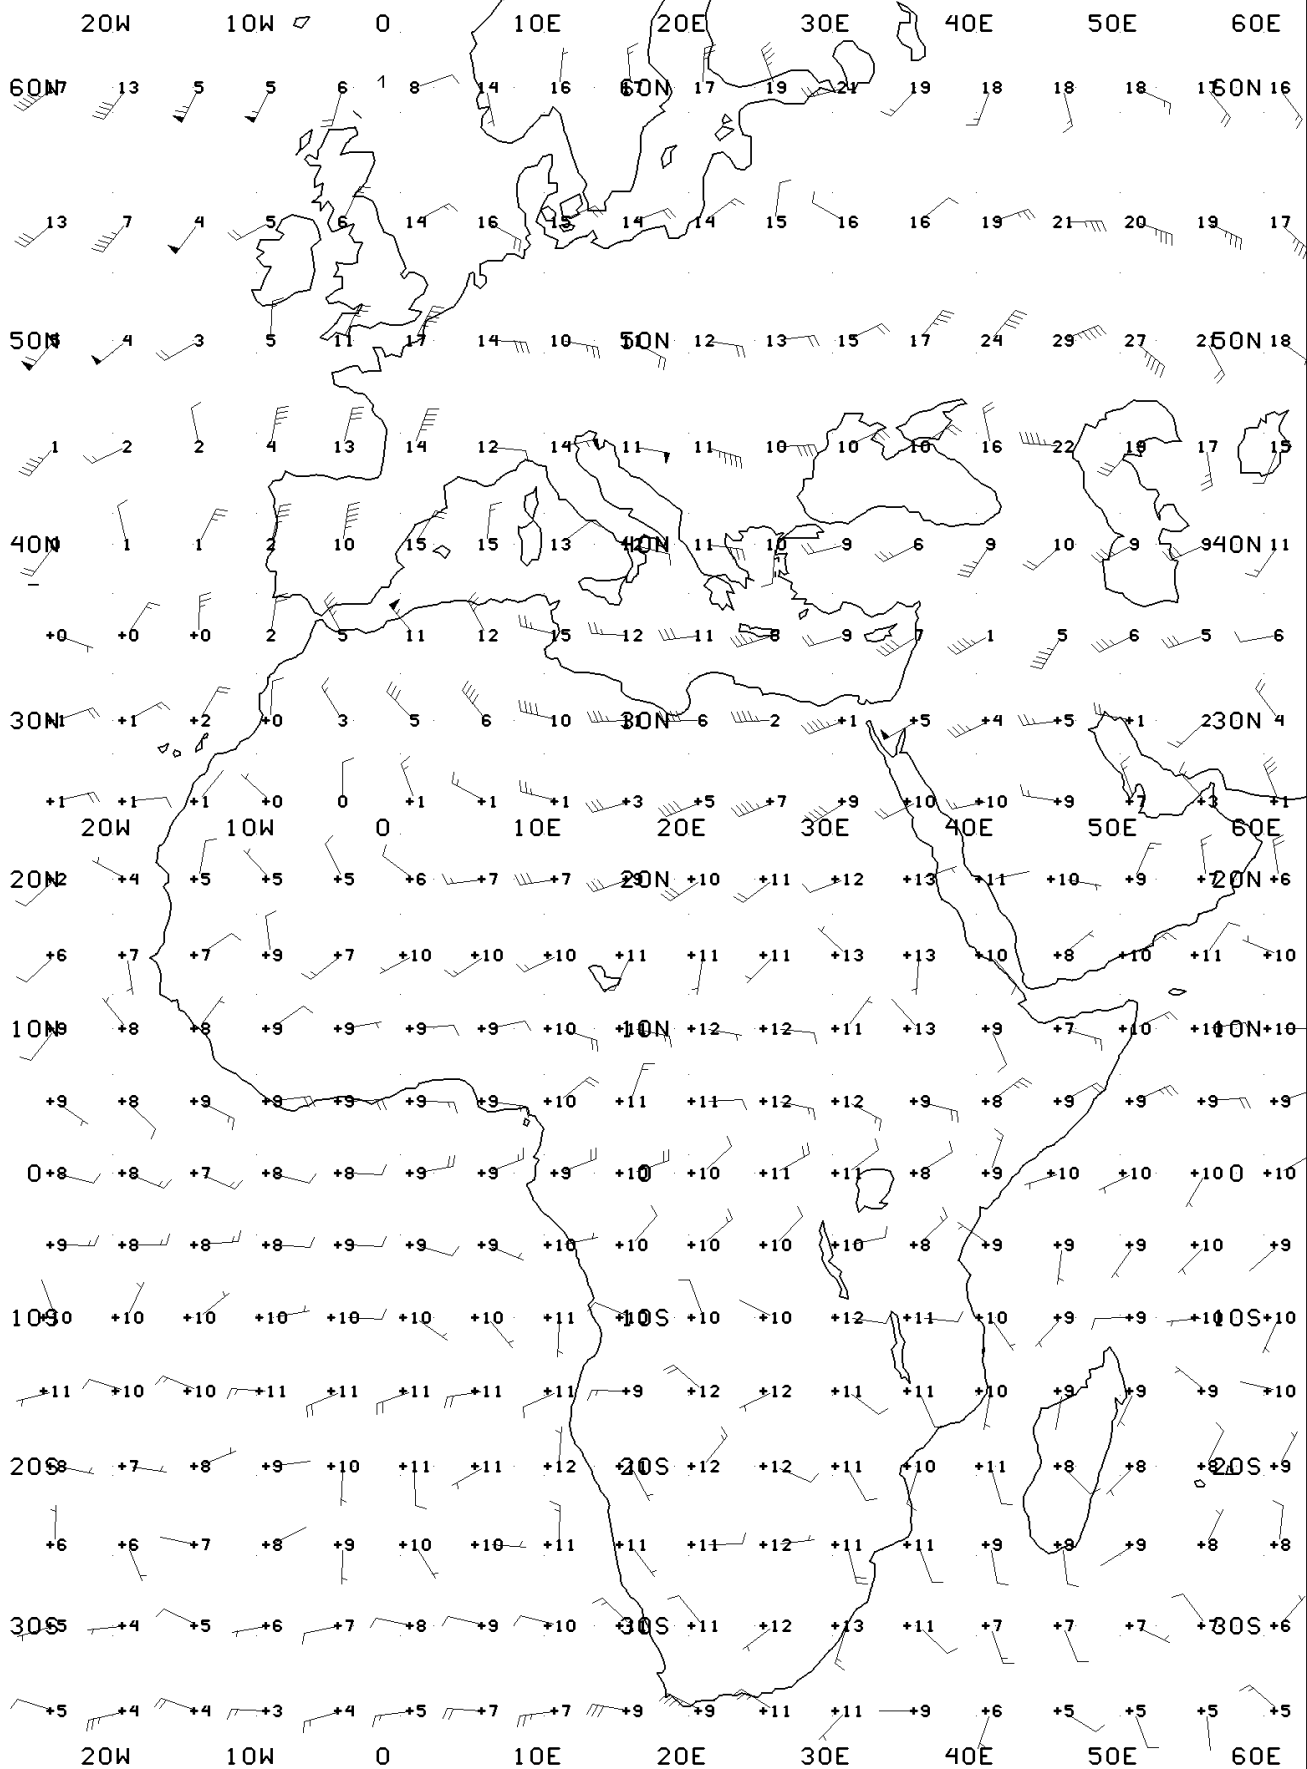 20W 10W 0 10E 20E 30E 40E 50E 60E
60N 13 5 5 6 1 8 14 16 60N 17 19 21 19 18 18 18 17 60N 16
13 7 4 5 6 14 16 15 14 14 15 16 16 19 21 20 19 17
50N 4 3 5 11 17 14 10 50N 12 13 15 17 24 29 27 50N 18
1 2 2 4 13 14 12 14 11 11 10 10 10 16 22 19 17 15
40N 1 1 2 10 15 15 13 40N 11 10 9 6 9 10 9 9 40N 11
+0 +0 +0 2 5 11 12 15 12 11 8 9 7 1 5 6 5 6
30N +1 +2 +0 3 5 6 10 30N 6 2 +1 +5 +4 +5 +1 2 30N 4
+1 +1 +1 +0 0 +1 +1 +1 +3 +5 +7 +9 +10 +10 +9 +7 +3 +1
20W 10W 0 10E 20E 30E 40E 50E 60E
20N +4 +5 +5 +5 +6 +7 +7 20N +10 +11 +12 +13 +11 +10 +9 +7 20N +6
+6 +7 +7 +9 +7 +10 +10 +10 +11 +11 +11 +13 +13 +10 +8 +10 +11 +10
10N +8 +8 +9 +9 +9 +9 +10 10N +12 +12 +11 +13 +9 +7 +10 10N +10
+9 +8 +9 +9 +9 +9 +9 +10 +11 +11 +12 +12 +9 +8 +9 +9 +9 +9
0 +8 +8 +7 +8 +8 +9 +9 +9 +10 0 +10 +11 +11 +8 +9 +10 +10 +10 0 +10
+9 +8 +8 +8 +9 +9 +9 +10 +10 +10 +10 +10 +8 +9 +9 +9 +10 +9
10S +10 +10 +10 +10 +10 +10 +11 10S +10 +10 +12 +11 +10 +9 +9 10S +10
+11 +10 +10 +11 +11 +11 +11 +11 +9 +12 +12 +11 +11 +10 +9 +9 +9 +10
20S +7 +8 +9 +10 +11 +11 +12 20S +12 +12 +11 +10 +11 +8 +8 +8 20S +9
+6 +6 +7 +8 +9 +10 +10 +11 +11 +11 +12 +11 +11 +9 +9 +9 +8 +8
30S +5 +4 +5 +6 +7 +8 +9 +10 30S +11 +12 +13 +11 +7 +7 +7 +7 30S +6
+5 +4 +4 +3 +4 +5 +7 +7 +9 +9 +11 +11 +9 +6 +5 +5 +5 +5
20W 10W 0 10E 20E 30E 40E 50E 60E